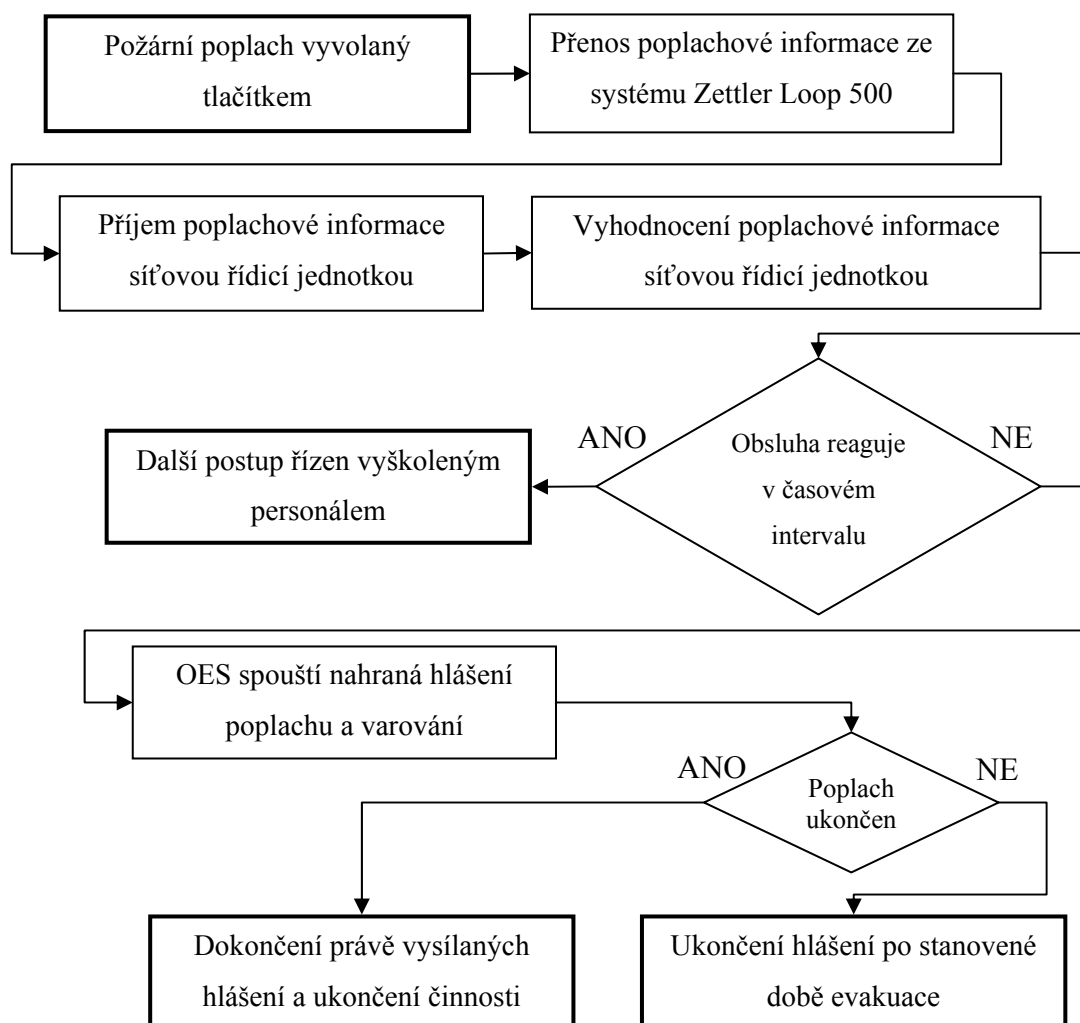 Požární poplach vyvolaný
tlačítkem
Přenos poplachové informace ze
systému Zettler Loop 500
Příjem poplachové informace
síťovou řídicí jednotkou
Vyhodnocení poplachové informace
síťovou řídicí jednotkou
ANO
Obsluha reaguje
v časovém
intervalu
NE
Další postup řízen vyškoleným
personálem
OES spouští nahraná hlášení
poplachu a varování
ANO
Poplach
ukončen
NE
Dokončení právě vysílaných
hlášení a ukončení činnosti
Ukončení hlášení po stanovené
době evakuace